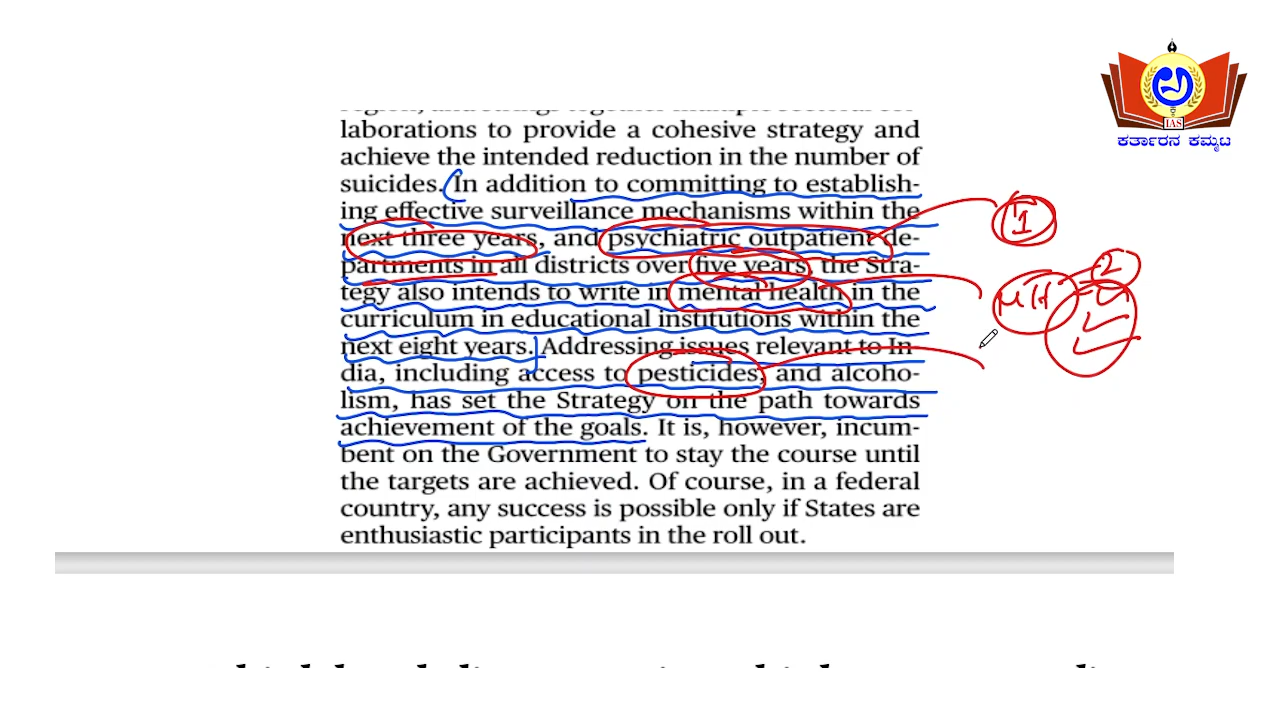 laborations to provide a cohesive strategy and
achieve the intended reduction in the number of
suicides. In addition to committing to establish-
ing effective surveillance mechanisms within the
next three years, and psychiatric outpatient de-
partments in all districts over five years, the Stra-
tegy also intends to write in mental health in the
curriculum in educational institutions within the
next eight years. Addressing issues relevant to In-
dia, including access to pesticides, and alcoho-
lism, has set the Strategy on the path towards
achievement of the goals. It is, however, incum-
bent on the Government to stay the course until
the targets are achieved. Of course, in a federal
country, any success is possible only if States are
enthusiastic participants in the roll out.
1
2
MH
IAS
ಕರ್ತಾರನ ಕಮ್ಮಟ